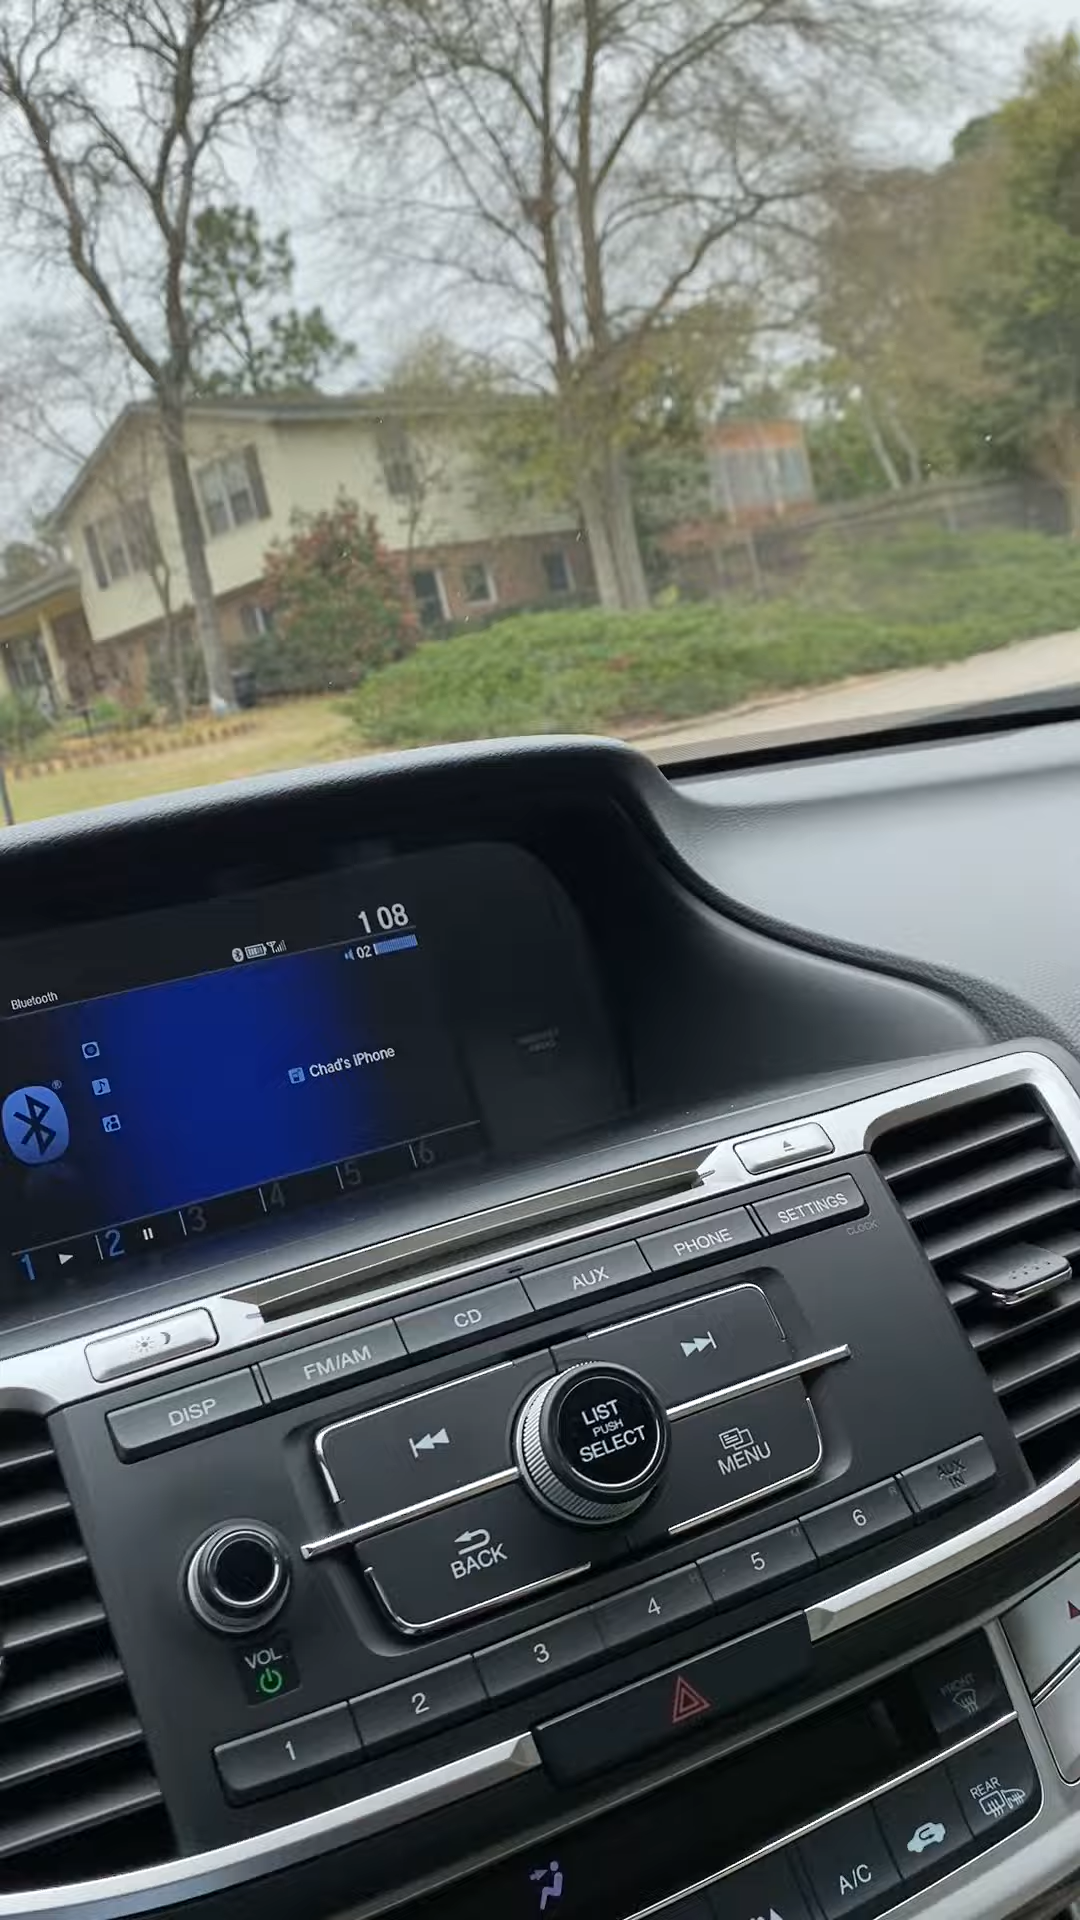 1 08
02
Bluetooth
®
Chad's iPhone
1 2 3 4 5 6
SETTINGS
CLOCK
PHONE
AUX
CD
FM/AM
DISP
LIST
PUSH
SELECT
MENU
BACK
AUX
IN
VOL
1 2 3 4 5 6
FRONT
REAR
A/C